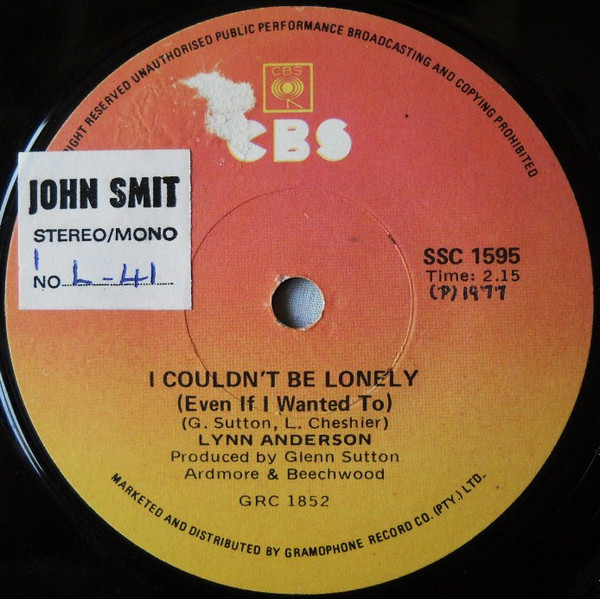 RIGHT RESERVED UNAUTHORISED PUBLIC PERFORMANCE BROADCASTING AND COPYING PROHIBITED
CBS
CBS
JOHN SMIT
STEREO/MONO
NO L-41
SSC 1595
Time: 2.15
(P) 1977
I COULDN'T BE LONELY
(Even If I Wanted To)
(G. Sutton, L. Cheshier)
LYNN ANDERSON
Produced by Glenn Sutton
Ardmore & Beechwood
GRC 1852
MARKETED AND DISTRIBUTED BY GRAMOPHONE RECORD CO. (PTY.) LTD.